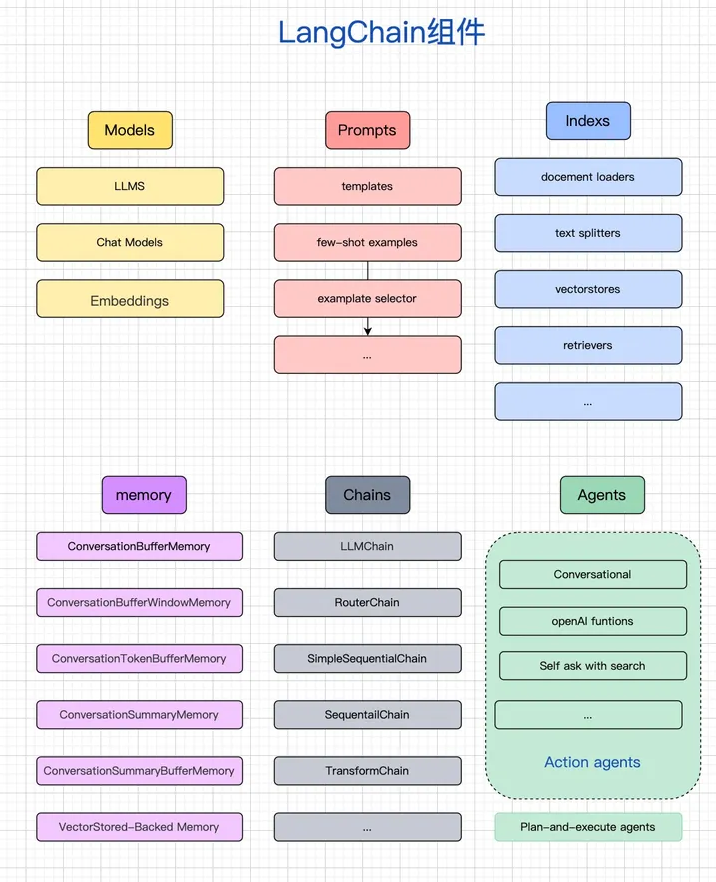 LangChain组件
Models
LLMS
Chat Models
Embeddings
Prompts
templates
few-shot examples
examplate selector
...
Indexs
docement loaders
text splitters
vectorstores
retrievers
...
memory
ConversationBufferMemory
ConversationBufferWindowMemory
ConversationTokenBufferMemory
ConversationSummaryMemory
ConversationSummaryBufferMemory
VectorStored-Backed Memory
Chains
LLMChain
RouterChain
SimpleSequentialChain
SequentailChain
TransformChain
...
Agents
Conversational
openAI funtions
Self ask with search
...
Action agents
Plan-and-execute agents